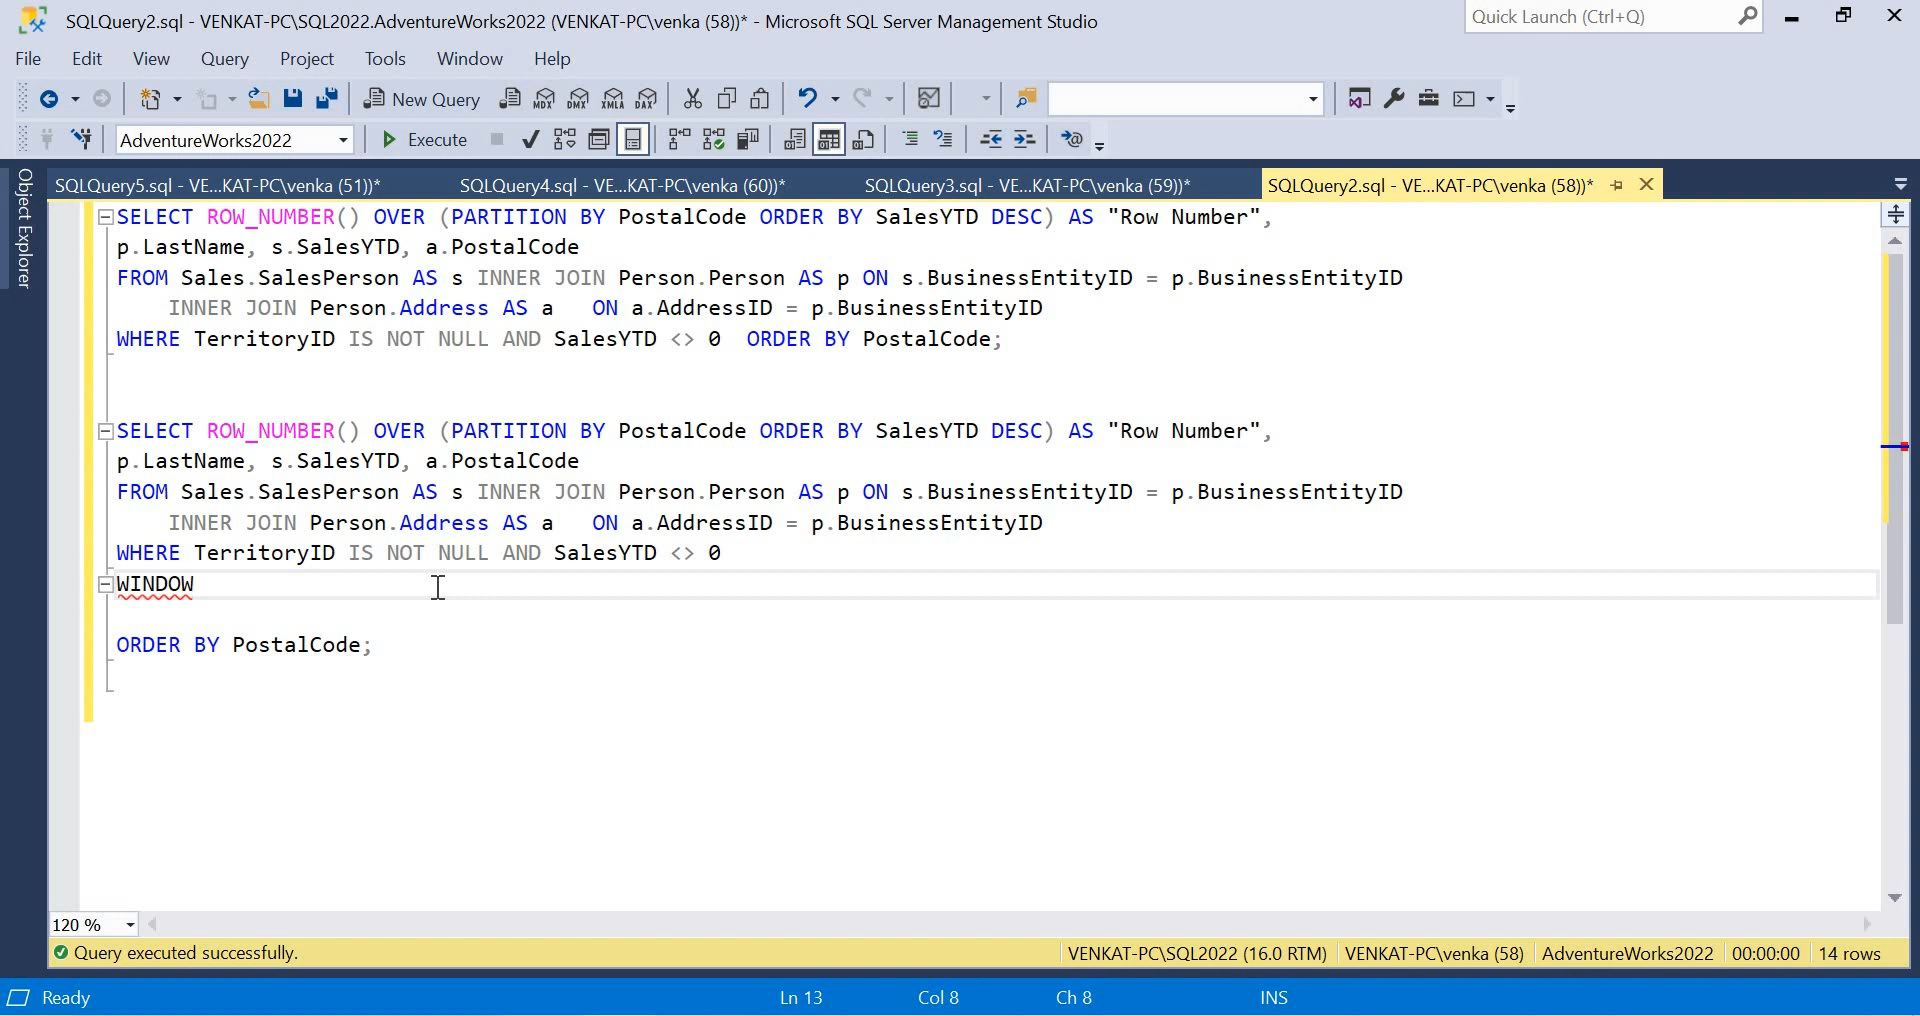 SQLQuery2.sql - VENKAT-PC\SQL2022.AdventureWorks2022 (VENKAT-PC\venka (58))* - Microsoft SQL Server Management Studio
Quick Launch (Ctrl+Q)
File Edit View Query Project Tools Window Help
New Query MDX DMX XMLA DAX
AdventureWorks2022 Execute
Object Explorer
SQLQuery5.sql - VE...KAT-PC\venka (51))* SQLQuery4.sql - VE...KAT-PC\venka (60))* SQLQuery3.sql - VE...KAT-PC\venka (59))* SQLQuery2.sql - VE...KAT-PC\venka (58))*
SELECT ROW_NUMBER() OVER (PARTITION BY PostalCode ORDER BY SalesYTD DESC) AS "Row Number",
p.LastName, s.SalesYTD, a.PostalCode
FROM Sales.SalesPerson AS s INNER JOIN Person.Person AS p ON s.BusinessEntityID = p.BusinessEntityID
INNER JOIN Person.Address AS a   ON a.AddressID = p.BusinessEntityID
WHERE TerritoryID IS NOT NULL AND SalesYTD <> 0  ORDER BY PostalCode;
SELECT ROW_NUMBER() OVER (PARTITION BY PostalCode ORDER BY SalesYTD DESC) AS "Row Number",
p.LastName, s.SalesYTD, a.PostalCode
FROM Sales.SalesPerson AS s INNER JOIN Person.Person AS p ON s.BusinessEntityID = p.BusinessEntityID
INNER JOIN Person.Address AS a   ON a.AddressID = p.BusinessEntityID
WHERE TerritoryID IS NOT NULL AND SalesYTD <> 0
WINDOW
ORDER BY PostalCode;
120 %
Query executed successfully. VENKAT-PC\SQL2022 (16.0 RTM) VENKAT-PC\venka (58) AdventureWorks2022 00:00:00 14 rows
Ready Ln 13 Col 8 Ch 8 INS